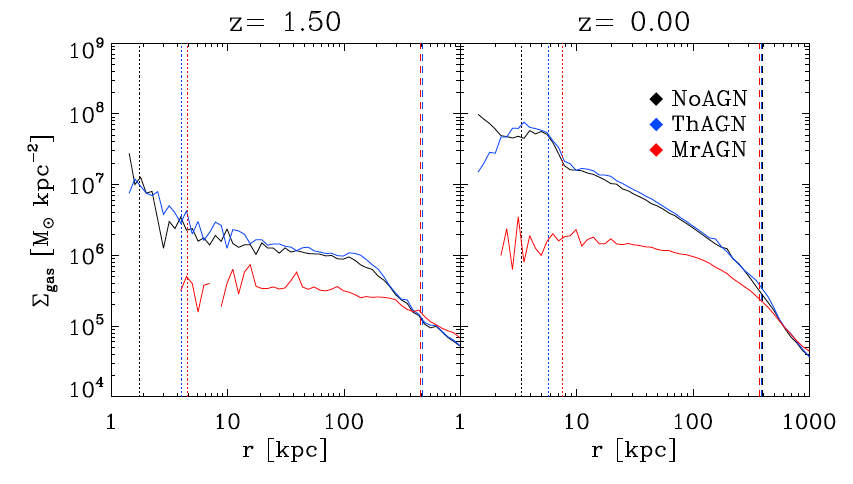 z= 1.50 z= 0.00
10⁹
10⁸
10⁷
10⁶
10⁵
10⁴
Σgas [M⊙ kpc⁻²]
NoAGN
ThAGN
MrAGN
1 10 100 1 10 100 1000
r [kpc] r [kpc]